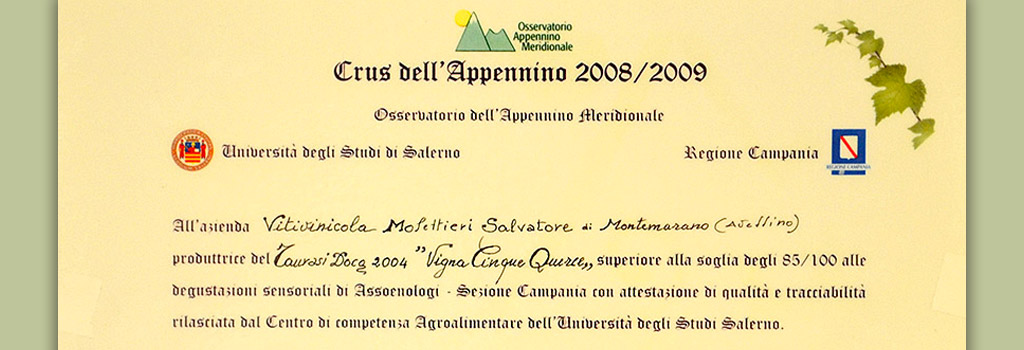 Osservatorio
Appennino
Meridionale
Crus dell'Appennino 2008/2009
Osservatorio dell'Appennino Meridionale
Università degli Studi di Salerno
Regione Campania
REGIONE CAMPANIA
All'azienda Vitivinicola Molettieri Salvatore di Montemarano (Avellino)
produttrice del Taurasi Docg 2004 "Vigna Cinque Querce„ superiore alla soglia degli 85/100 alle
degustazioni sensoriali di Assoenologi - Sezione Campania con attestazione di qualità e tracciabilità
rilasciata dal Centro di competenza Agroalimentare dell'Università degli Studi Salerno.